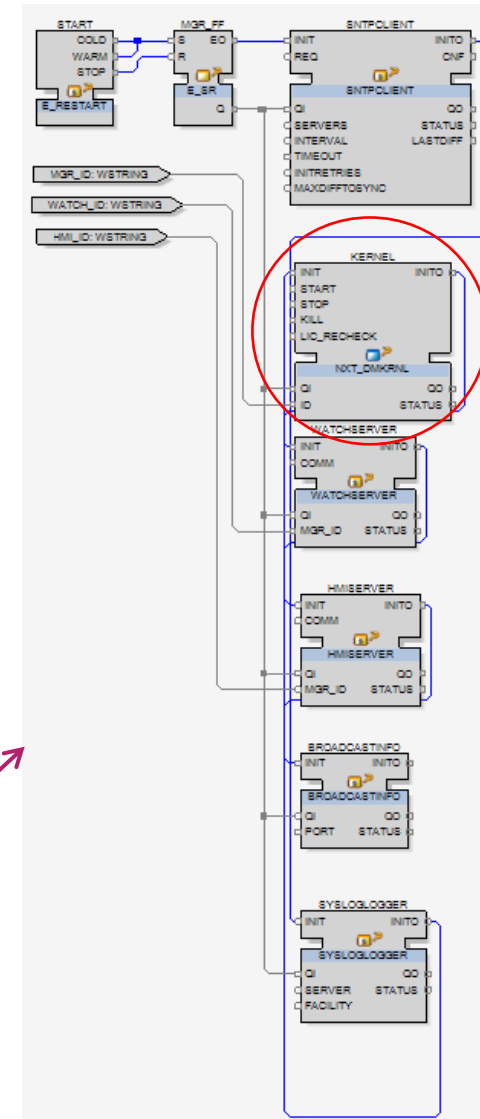 START
COLD
WARM
STOP
E_RESTART
MGR_FF
S EO
R
E_SR
Q
SNTPCLIENT
INIT INITO
REQ CNF
SNTPCLIENT
QI QO
SERVERS STATUS
INTERVAL LASTDIFF
TIMEOUT
INITRETRIES
MAXDIFFTOSYNC
MGR_ID: WSTRING
WATCH_ID: WSTRING
HMI_ID: WSTRING
KERNEL
INIT INITO
START
STOP
KILL
LIC_RECHECK
NXT_DMKRNL
QI QO
ID STATUS
WATCHSERVER
INIT INITO
COMM
WATCHSERVER
QI QO
MGR_ID STATUS
HMISERVER
INIT INITO
COMM
HMISERVER
QI QO
MGR_ID STATUS
BROADCASTINFO
INIT INITO
BROADCASTINFO
QI QO
PORT STATUS
SYSLOGLOGGER
INIT INITO
SYSLOGLOGGER
QI QO
SERVER STATUS
FACILITY